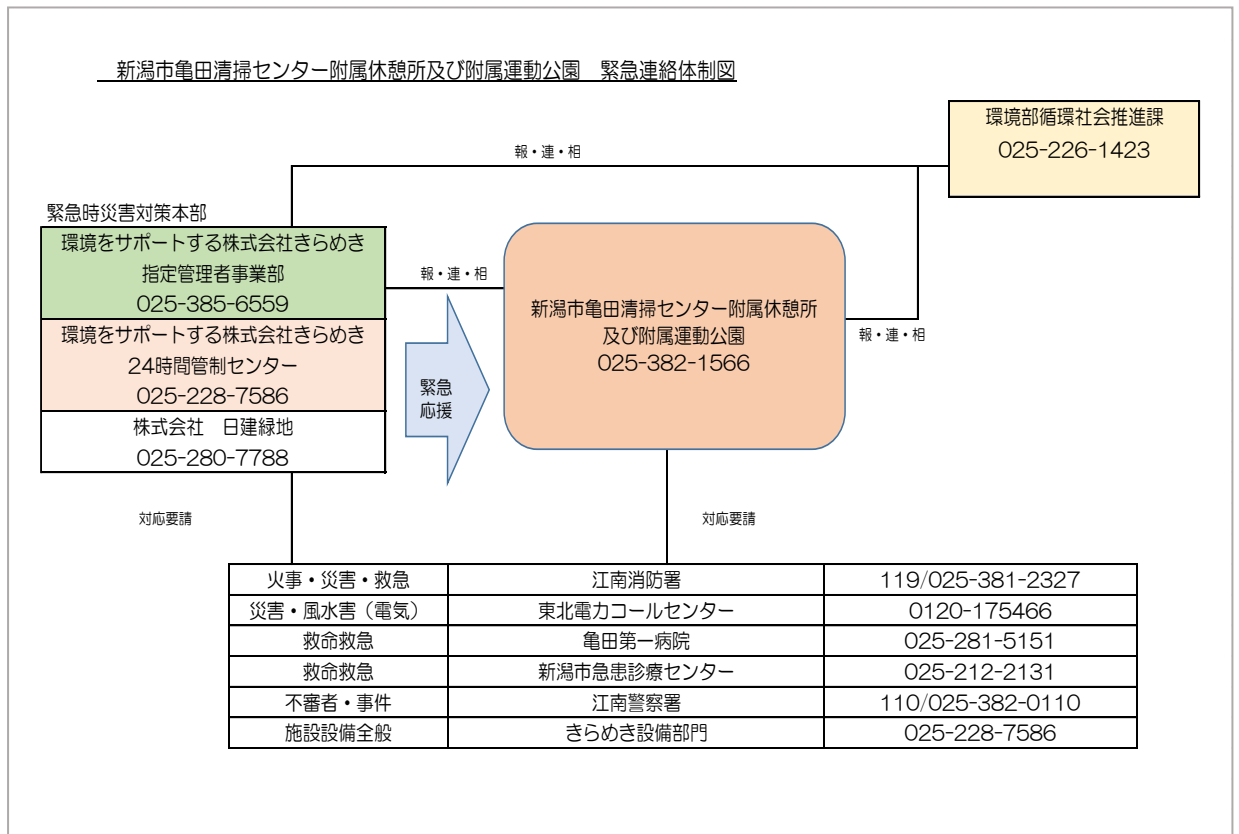 新潟市亀田清掃センター附属休憩所及び附属運動公園　緊急連絡体制図
環境部循環社会推進課
025-226-1423
報・連・相
緊急時災害対策本部
環境をサポートする株式会社きらめき
指定管理者事業部
025-385-6559
環境をサポートする株式会社きらめき
24時間管制センター
025-228-7586
株式会社　日建緑地
025-280-7788
報・連・相
緊急
応援
新潟市亀田清掃センター附属休憩所
及び附属運動公園
025-382-1566
報・連・相
対応要請
対応要請
火事・災害・救急 江南消防署 119/025-381-2327
災害・風水害（電気） 東北電力コールセンター 0120-175466
救命救急 亀田第一病院 025-281-5151
救命救急 新潟市急患診療センター 025-212-2131
不審者・事件 江南警察署 110/025-382-0110
施設設備全般 きらめき設備部門 025-228-7586